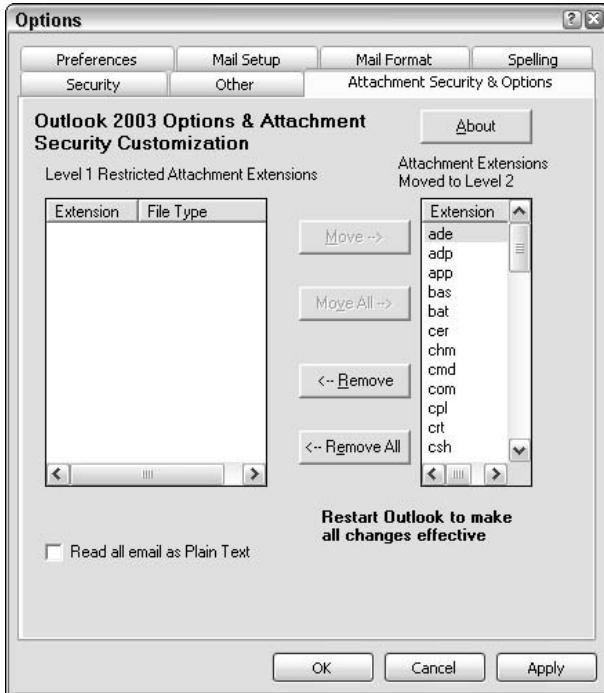 Options
Preferences
Mail Setup
Mail Format
Spelling
Security
Other
Attachment Security & Options
Outlook 2003 Options & Attachment
Security Customization
About
Level 1 Restricted Attachment Extensions
Attachment Extensions
Moved to Level 2
Extension
File Type
Extension
Move -->
Move All -->
<-- Remove
<-- Remove All
ade
adp
app
bas
bat
cer
chm
cmd
com
cpl
crt
csh
Restart Outlook to make
all changes effective
Read all email as Plain Text
OK
Cancel
Apply